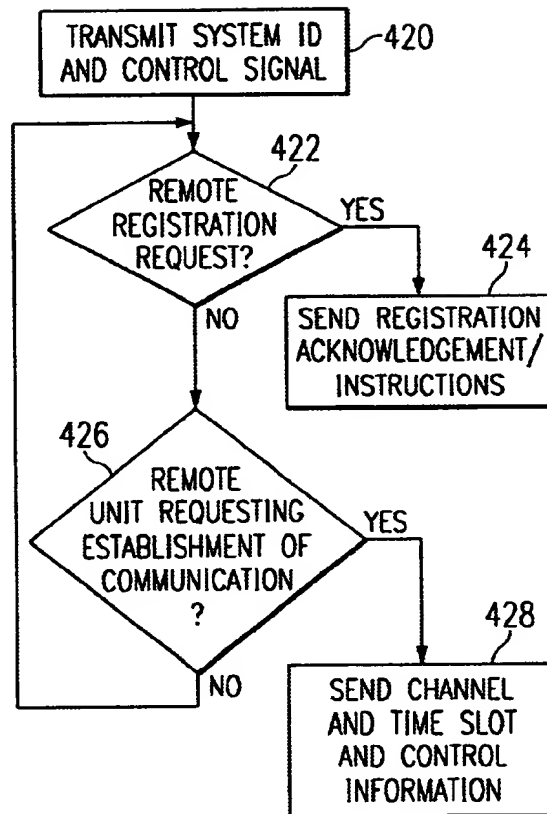 TRANSMIT SYSTEM ID
AND CONTROL SIGNAL
420
422
REMOTE
REGISTRATION
REQUEST?
YES
NO
424
SEND REGISTRATION
ACKNOWLEDGEMENT/
INSTRUCTIONS
426
REMOTE
UNIT REQUESTING
ESTABLISHMENT OF
COMMUNICATION
?
YES
NO
428
SEND CHANNEL
AND TIME SLOT
AND CONTROL
INFORMATION